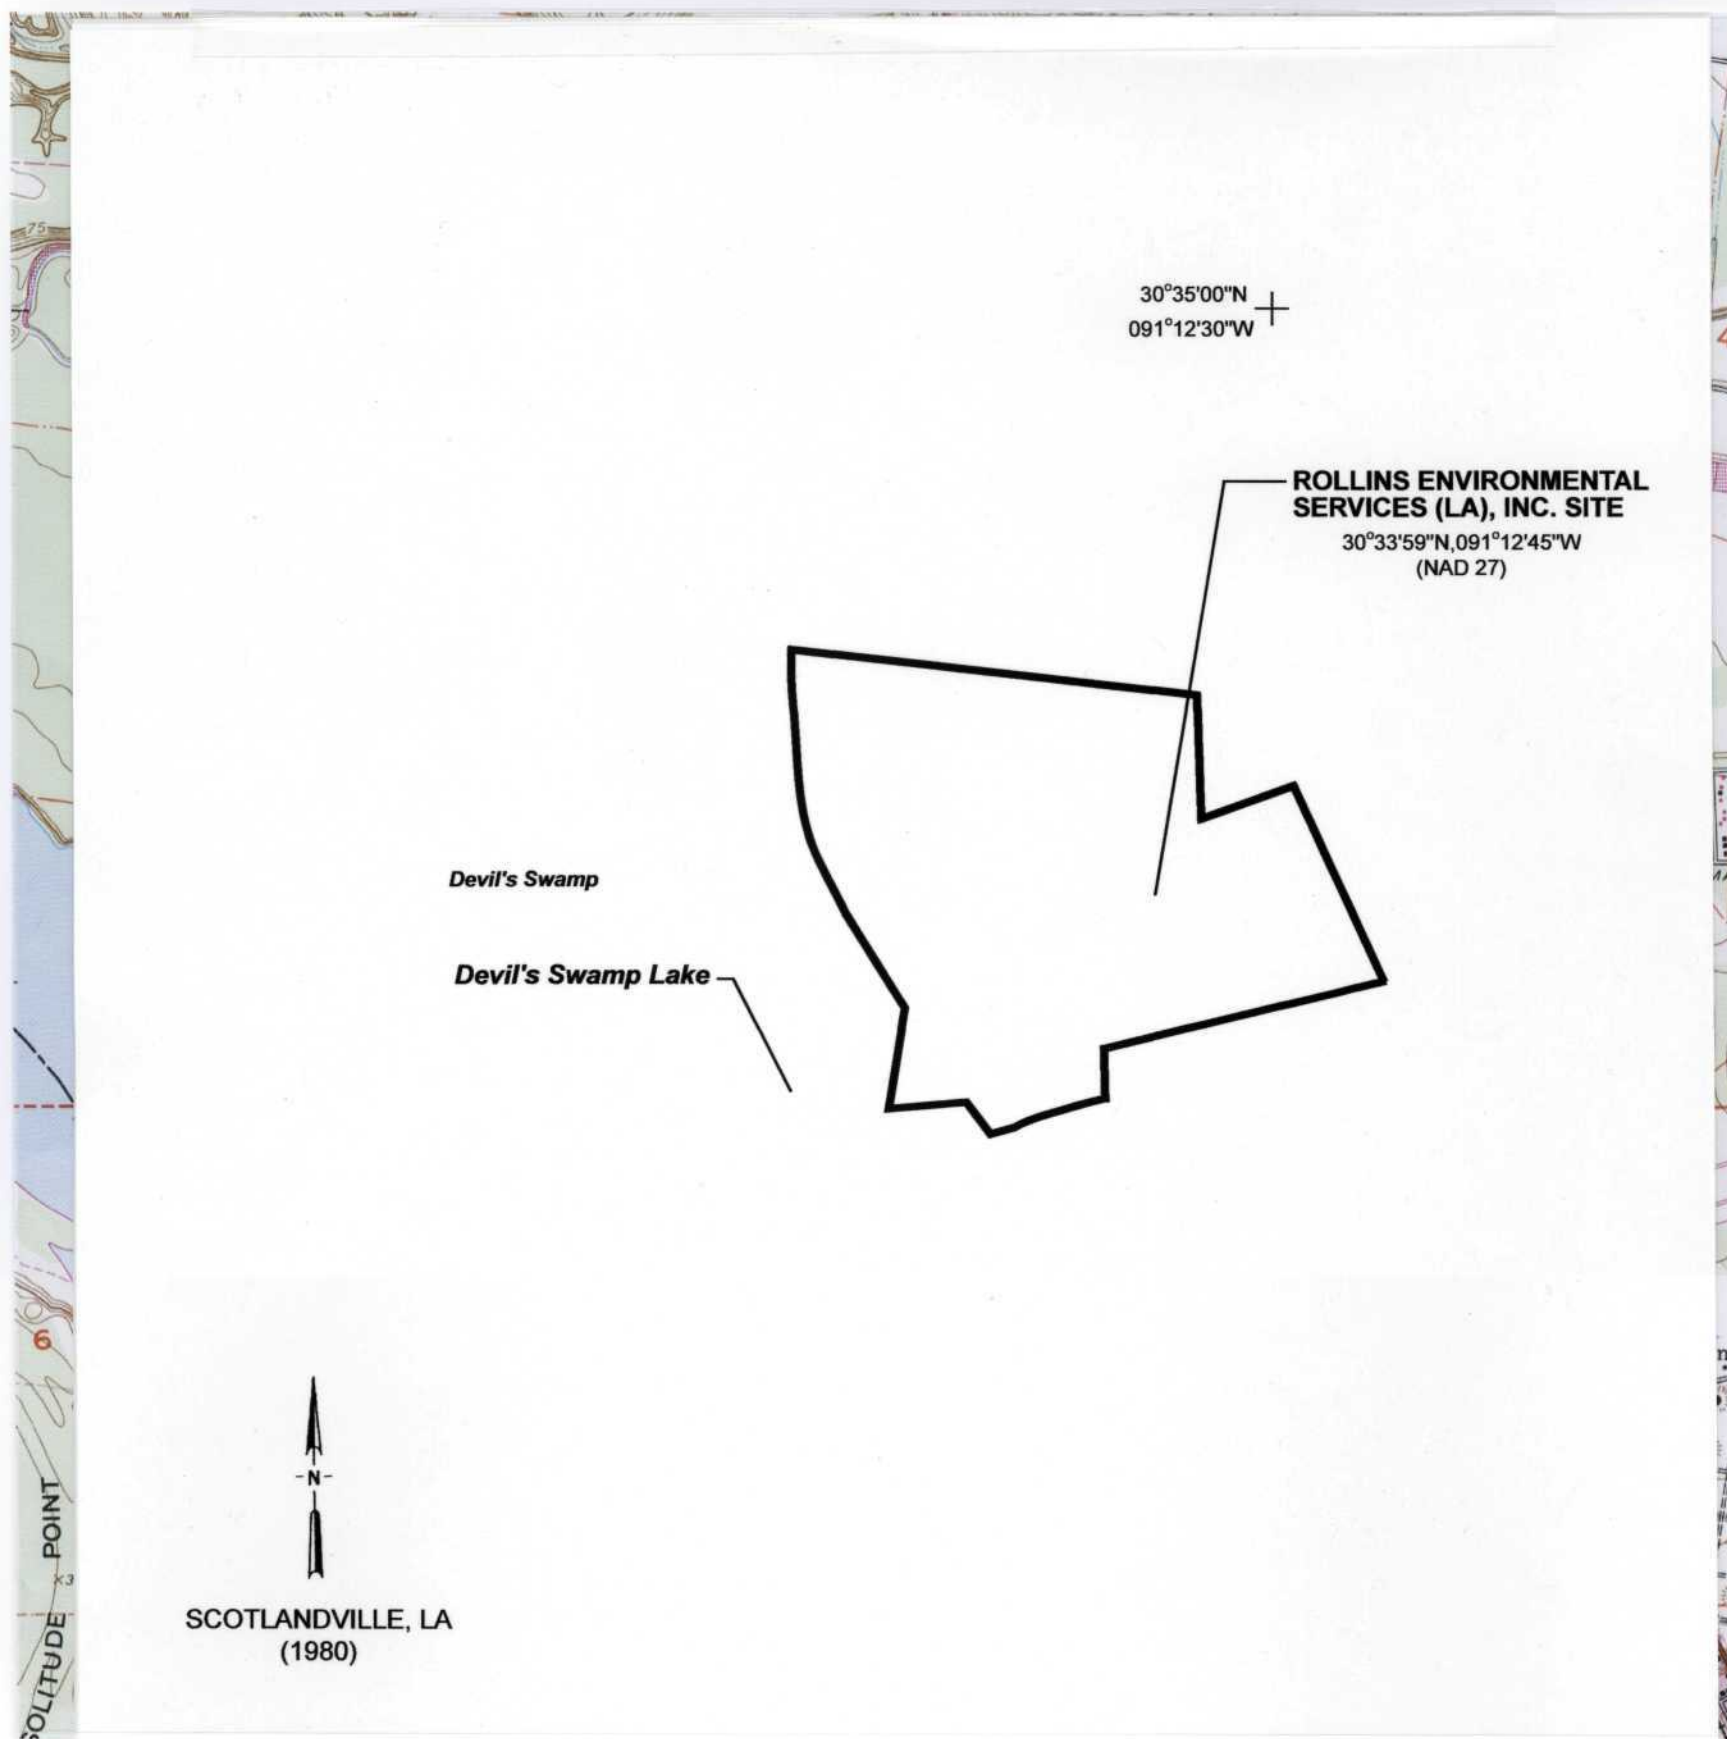 75
30°35'00"N
091°12'30"W
ROLLINS ENVIRONMENTAL
SERVICES (LA), INC. SITE
30°33'59"N,091°12'45"W
(NAD 27)
Devil's Swamp
Devil's Swamp Lake
6
-N-
SOLITUDE POINT
×3
SCOTLANDVILLE, LA
(1980)